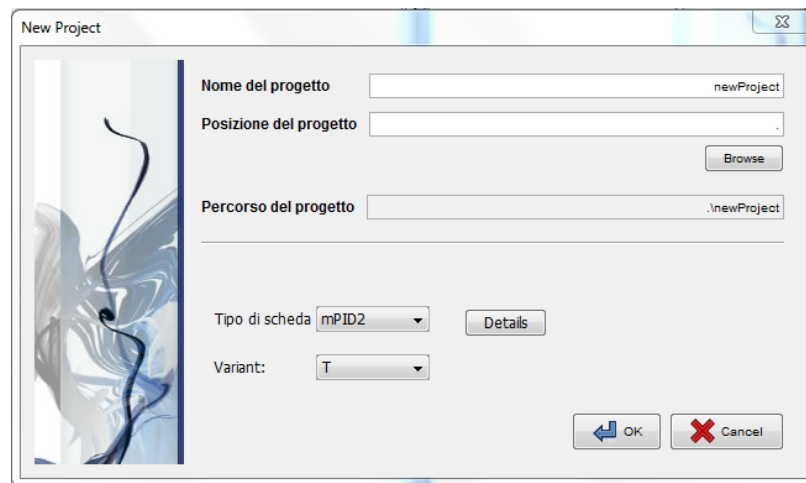 New Project
Nome del progetto newProject
Posizione del progetto .
Browse
Percorso del progetto .\newProject
Tipo di scheda mPID2 Details
Variant: T
OK Cancel